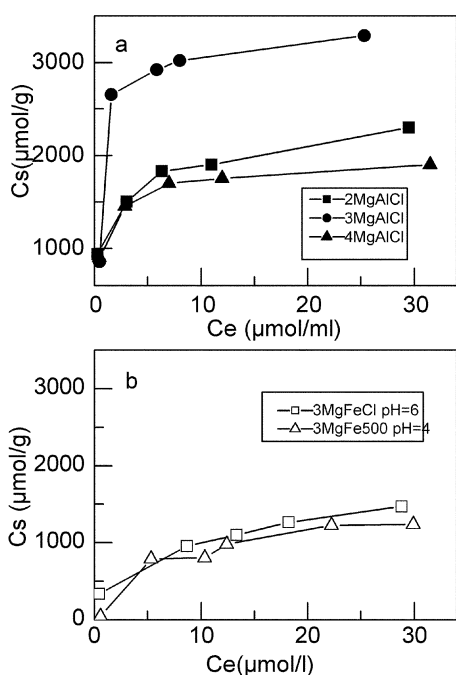 a
3000
2000
1000
Cs(µmol/g)
2MgAlCl
3MgAlCl
4MgAlCl
0 10 20 30
Ce (µmol/ml)
b
3000
2000
1000
0
Cs (µmol/g)
3MgFeCl pH=6
3MgFe500 pH=4
0 10 20 30
Ce(µmol/l)